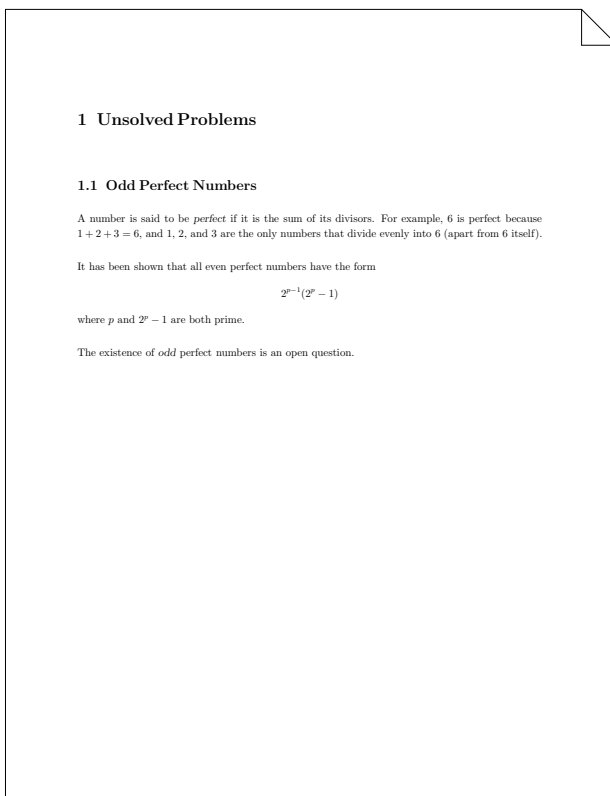 1 Unsolved Problems
1.1 Odd Perfect Numbers
A number is said to be perfect if it is the sum of its divisors. For example, 6 is perfect because
1 + 2 + 3 = 6, and 1, 2, and 3 are the only numbers that divide evenly into 6 (apart from 6 itself).
It has been shown that all even perfect numbers have the form
2^{p−1}(2^p − 1)
where p and 2^p − 1 are both prime.
The existence of odd perfect numbers is an open question.